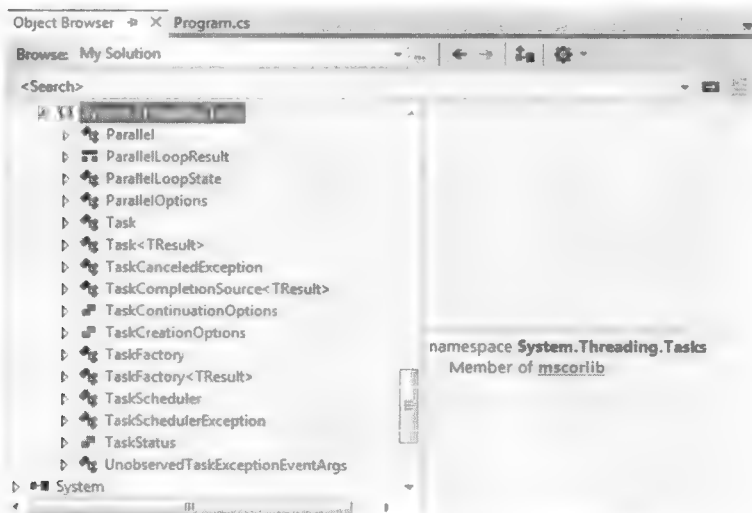 Object Browser
Program.cs
Browse: My Solution
<Search>
Parallel
ParallelLoopResult
ParallelLoopState
ParallelOptions
Task
Task<TResult>
TaskCanceledException
TaskCompletionSource<TResult>
TaskContinuationOptions
TaskCreationOptions
TaskFactory
TaskFactory<TResult>
TaskScheduler
TaskSchedulerException
TaskStatus
UnobservedTaskExceptionEventArgs
System
namespace System.Threading.Tasks
Member of mscorlib